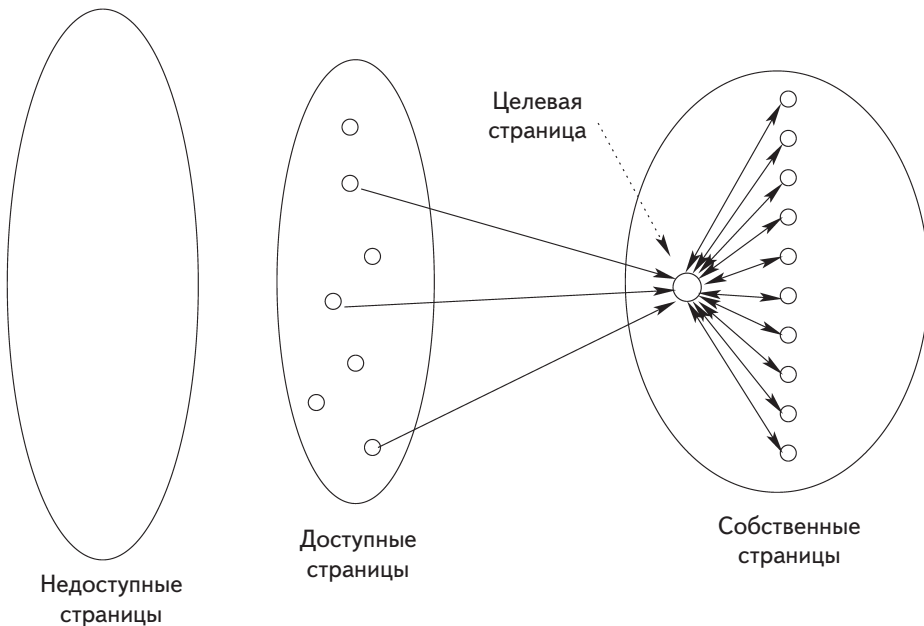 Целевая
страница
Доступные
страницы
Собственные
страницы
Недоступные
страницы